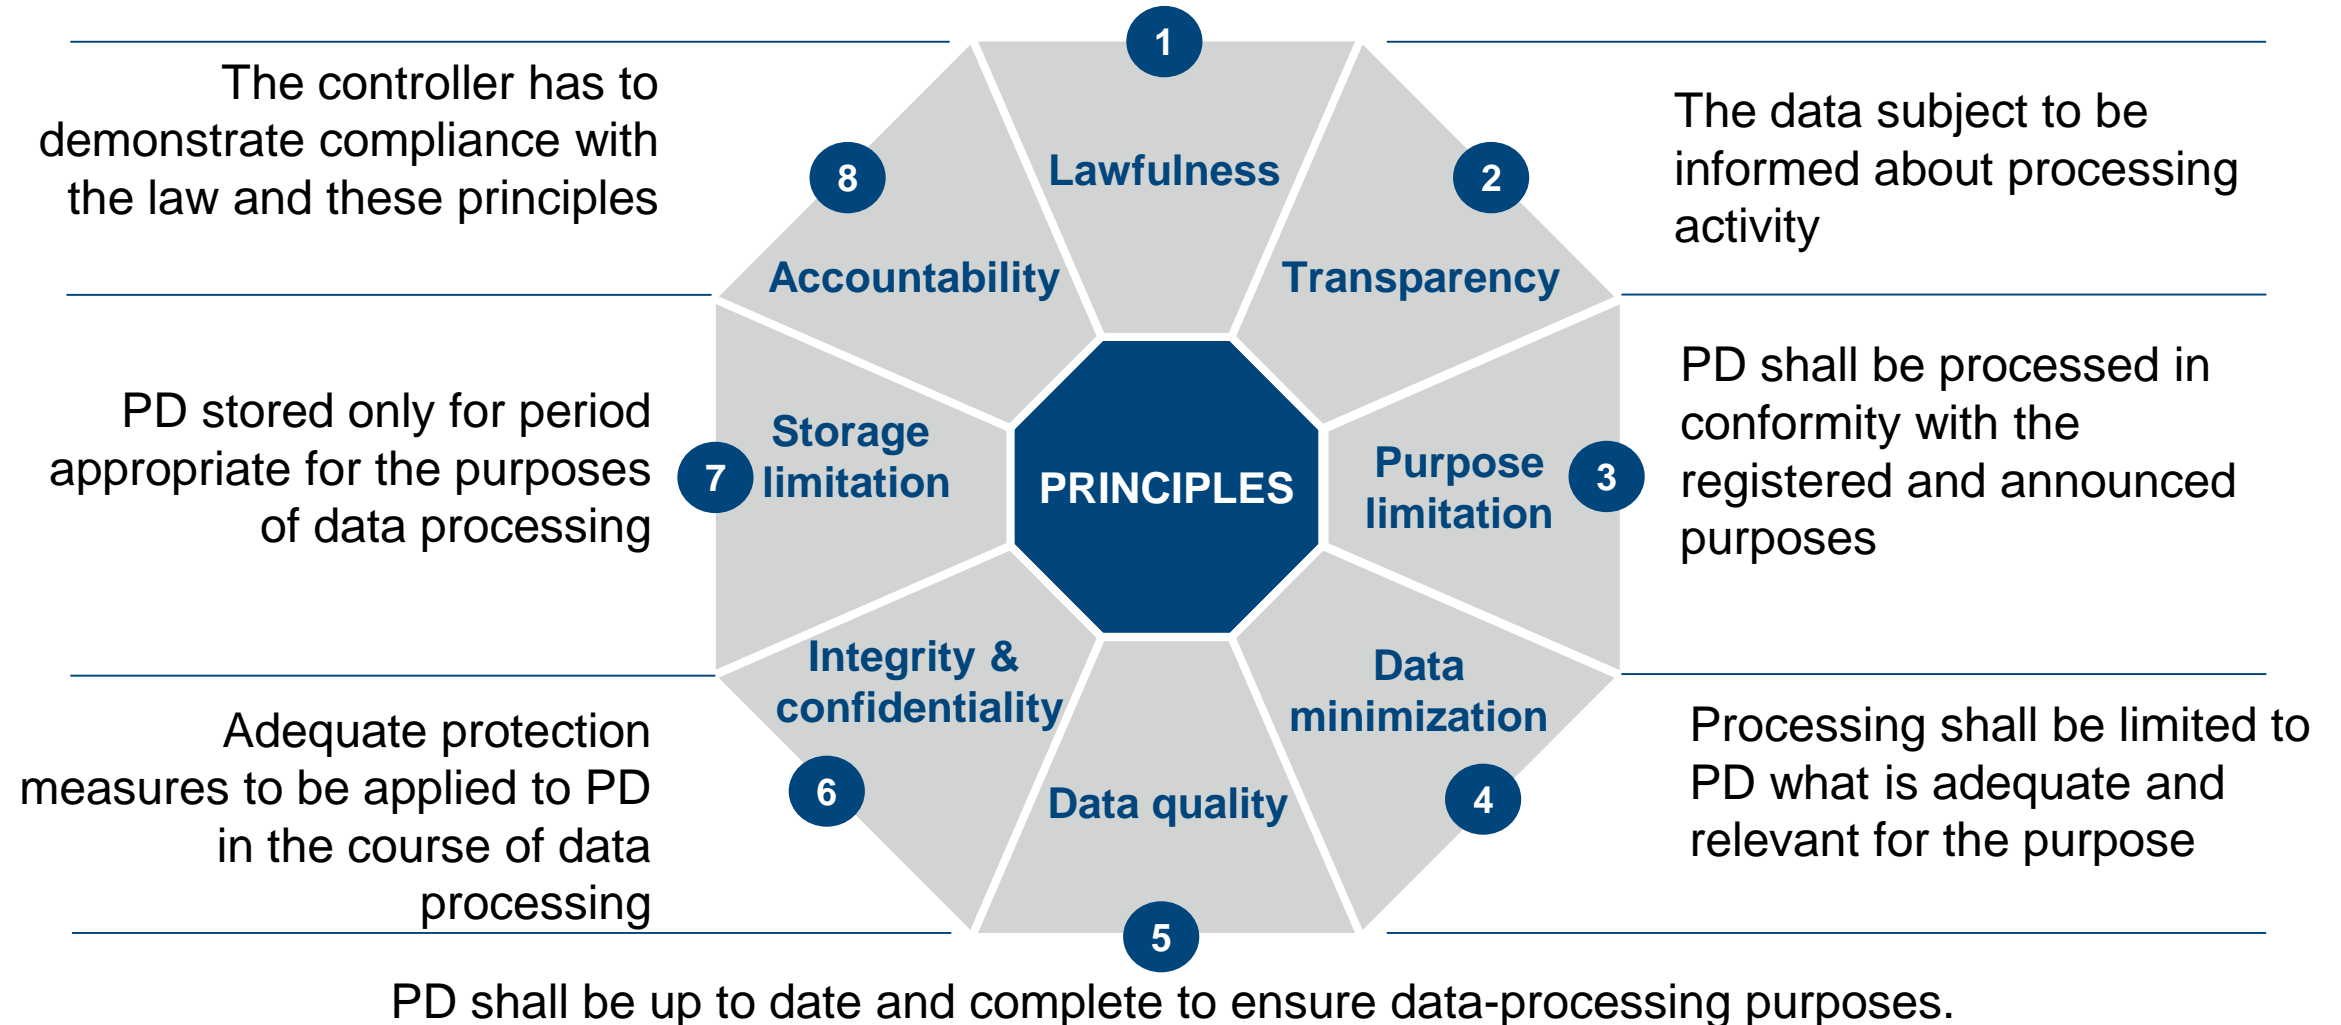 1
Lawfulness
2
Transparency
The data subject to be
informed about processing
activity
3
Purpose
limitation
PD shall be processed in
conformity with the
registered and announced
purposes
4
Data
minimization
Processing shall be limited to
PD what is adequate and
relevant for the purpose
5
Data quality
PD shall be up to date and complete to ensure data-processing purposes.
6
Integrity &
confidentiality
Adequate protection
measures to be applied to PD
in the course of data
processing
7
Storage
limitation
PD stored only for period
appropriate for the purposes
of data processing
8
Accountability
The controller has to
demonstrate compliance with
the law and these principles
PRINCIPLES